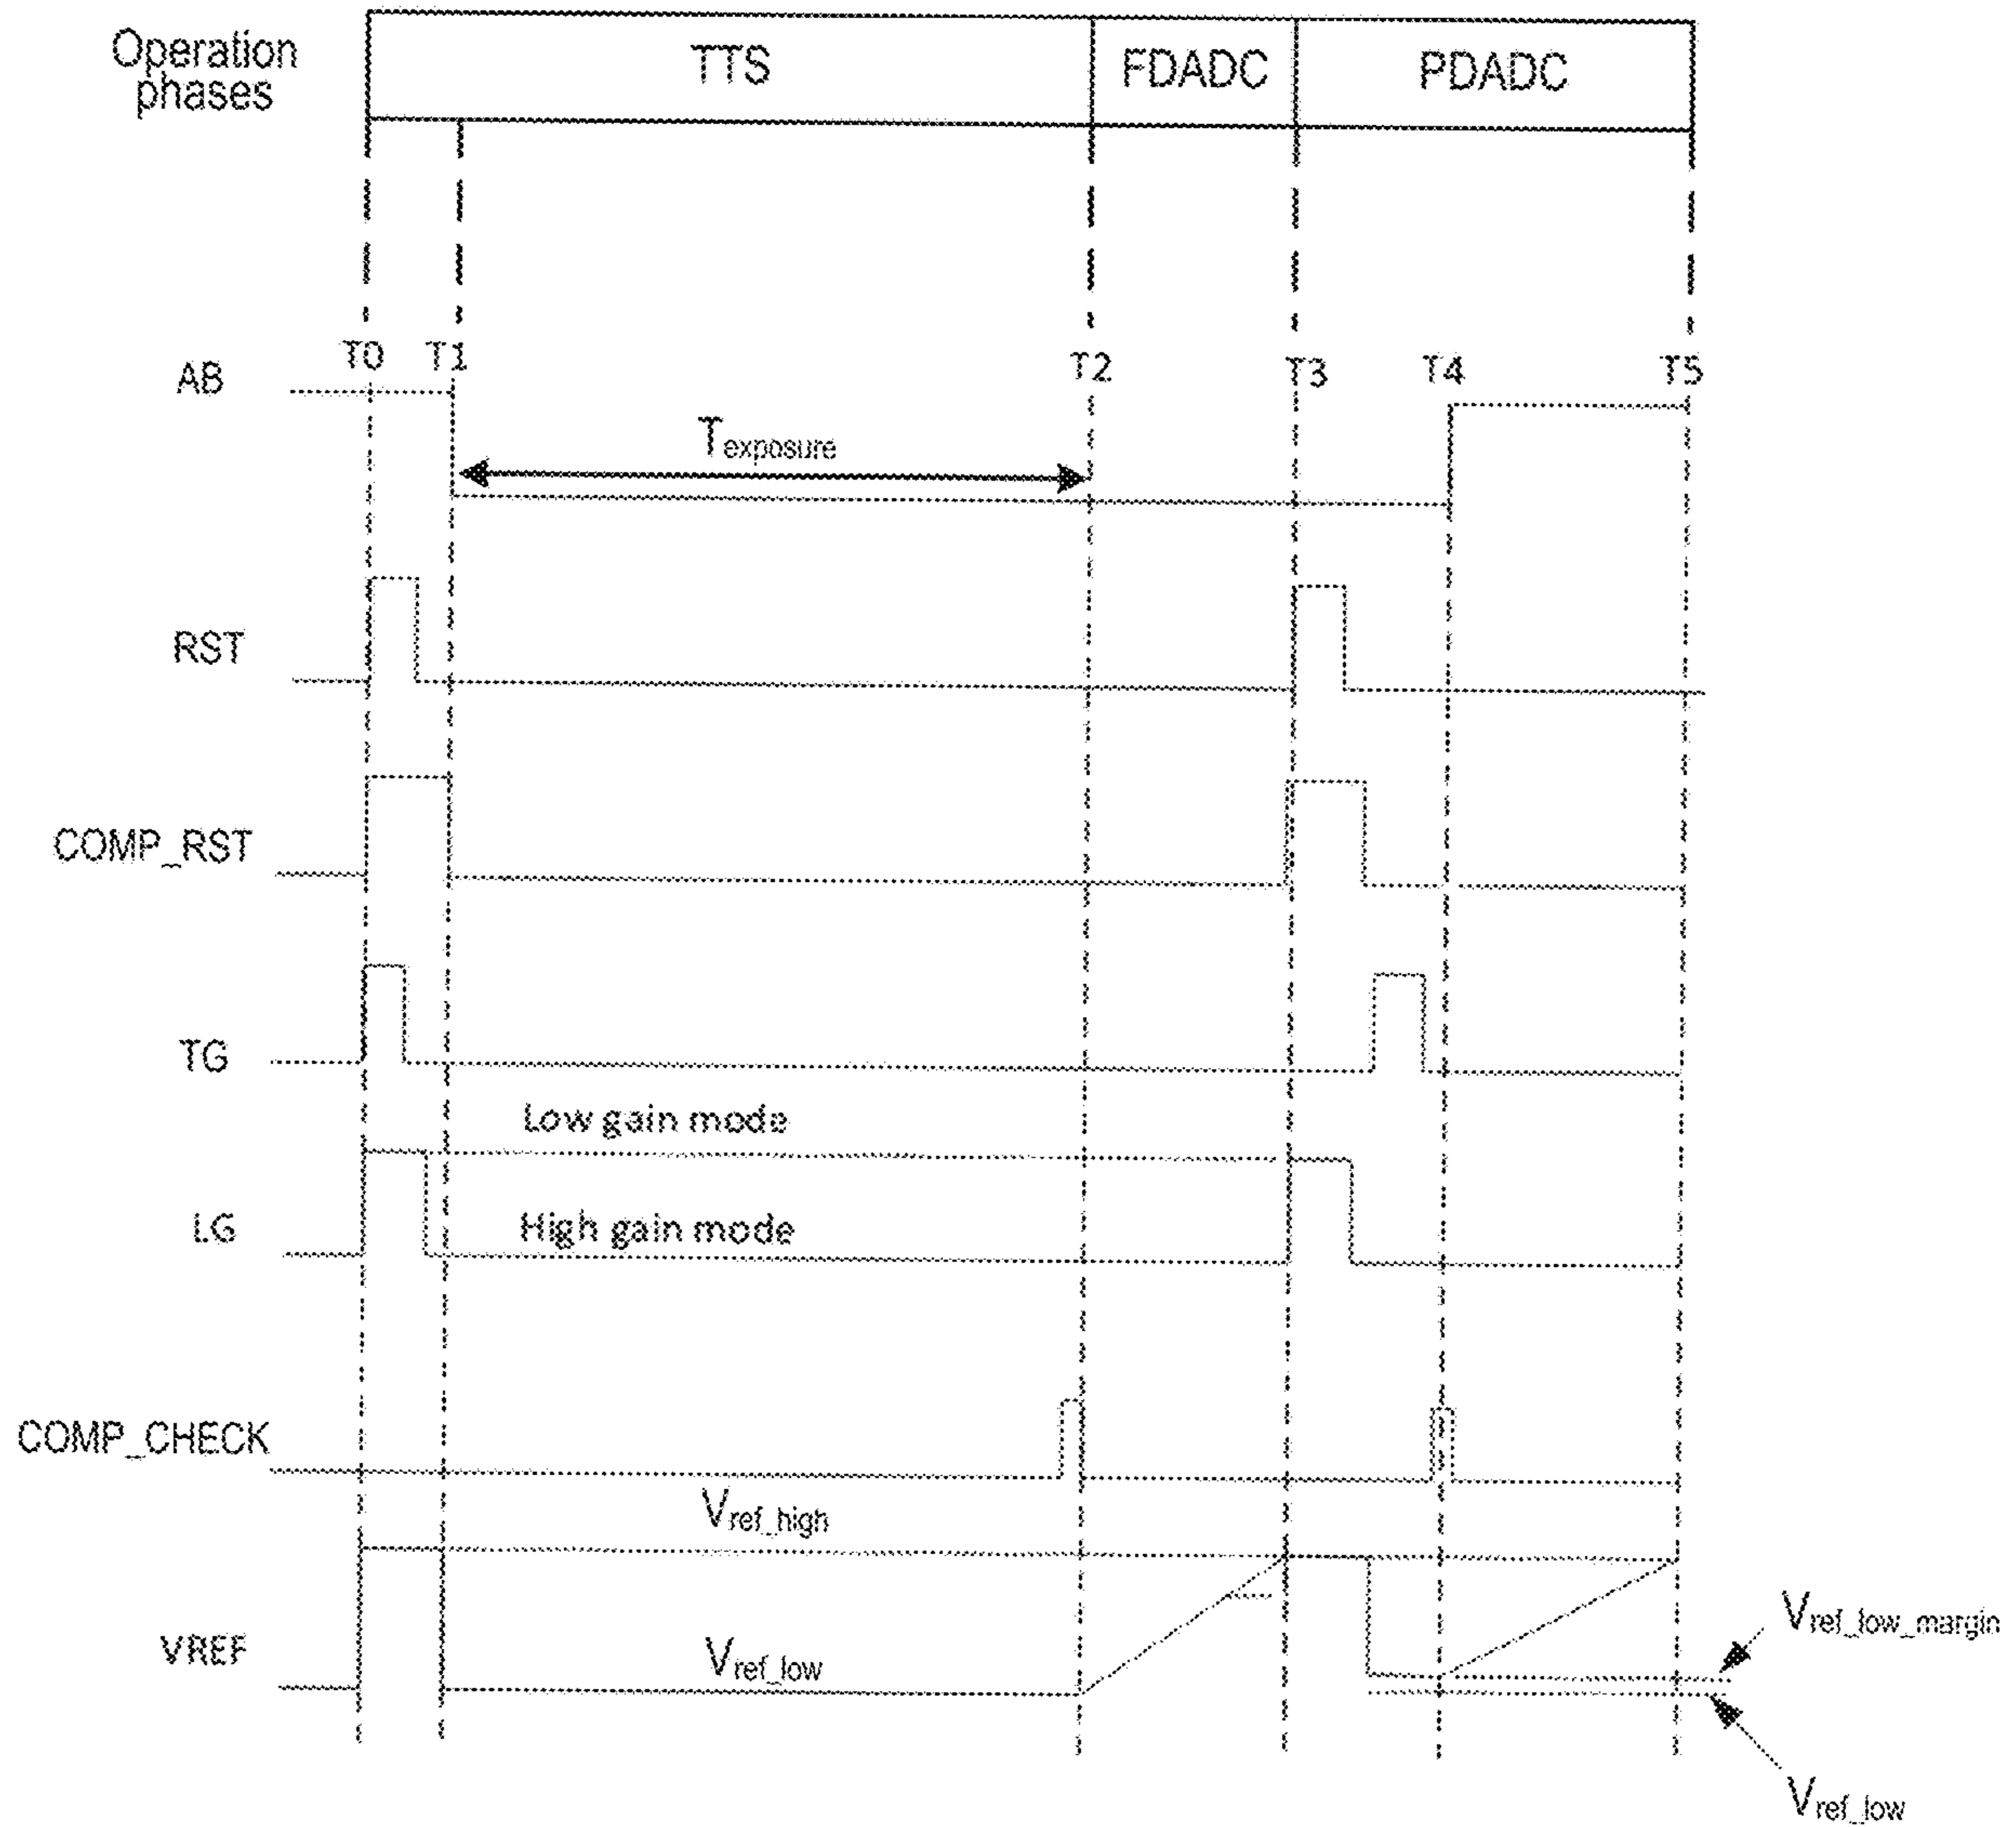 Operation
phases
TTS
FDADC
PDADC
T0
T1
T2
T3
T4
T5
AB
Texposure
RST
COMP_RST
TG
Low gain mode
LG
High gain mode
COMP_CHECK
Vref_high
VREF
Vref_low
Vref_low_margin
Vref_low